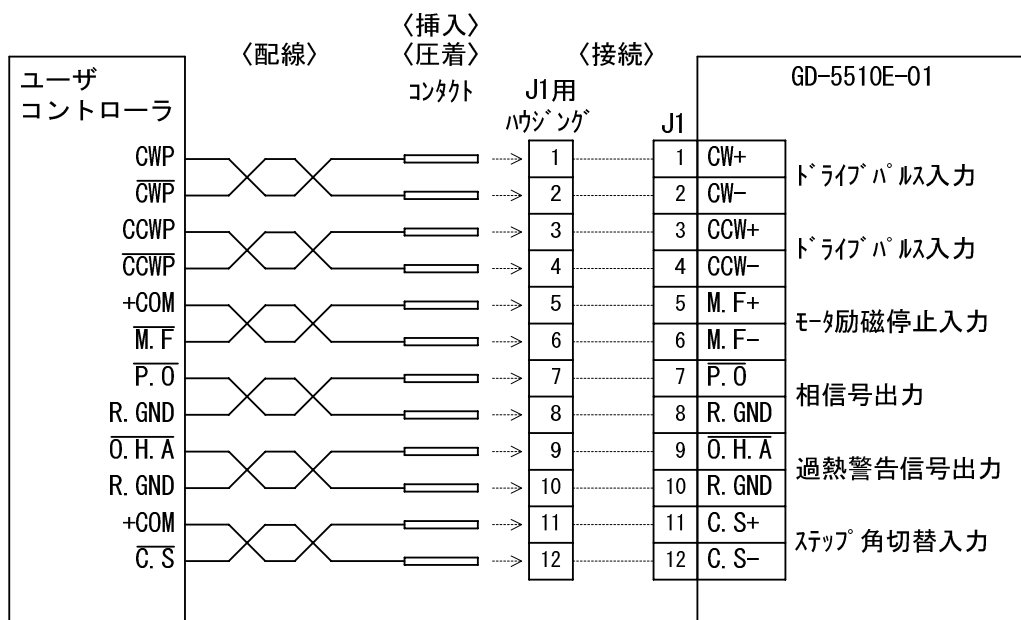 〈挿入〉
〈配線〉 〈圧着〉 〈接続〉
ユーザ
コントローラ
コンタクト
J1用
ハウジング
J1
GD-5510E-01
CWP 1 1 CW+
C̅W̅P̅ 2 2 CW-
ドライブパルス入力
CCWP 3 3 CCW+
C̅C̅W̅P̅ 4 4 CCW-
ドライブパルス入力
+COM 5 5 M.F+
M̅.̅F̅ 6 6 M.F-
モータ励磁停止入力
P̅.̅O̅ 7 7 P̅.̅O̅
R.GND 8 8 R.GND
相信号出力
O̅.̅H̅.̅A̅ 9 9 O̅.̅H̅.̅A̅
R.GND 10 10 R.GND
過熱警告信号出力
+COM 11 11 C.S+
C̅.̅S̅ 12 12 C.S-
ステップ角切替入力